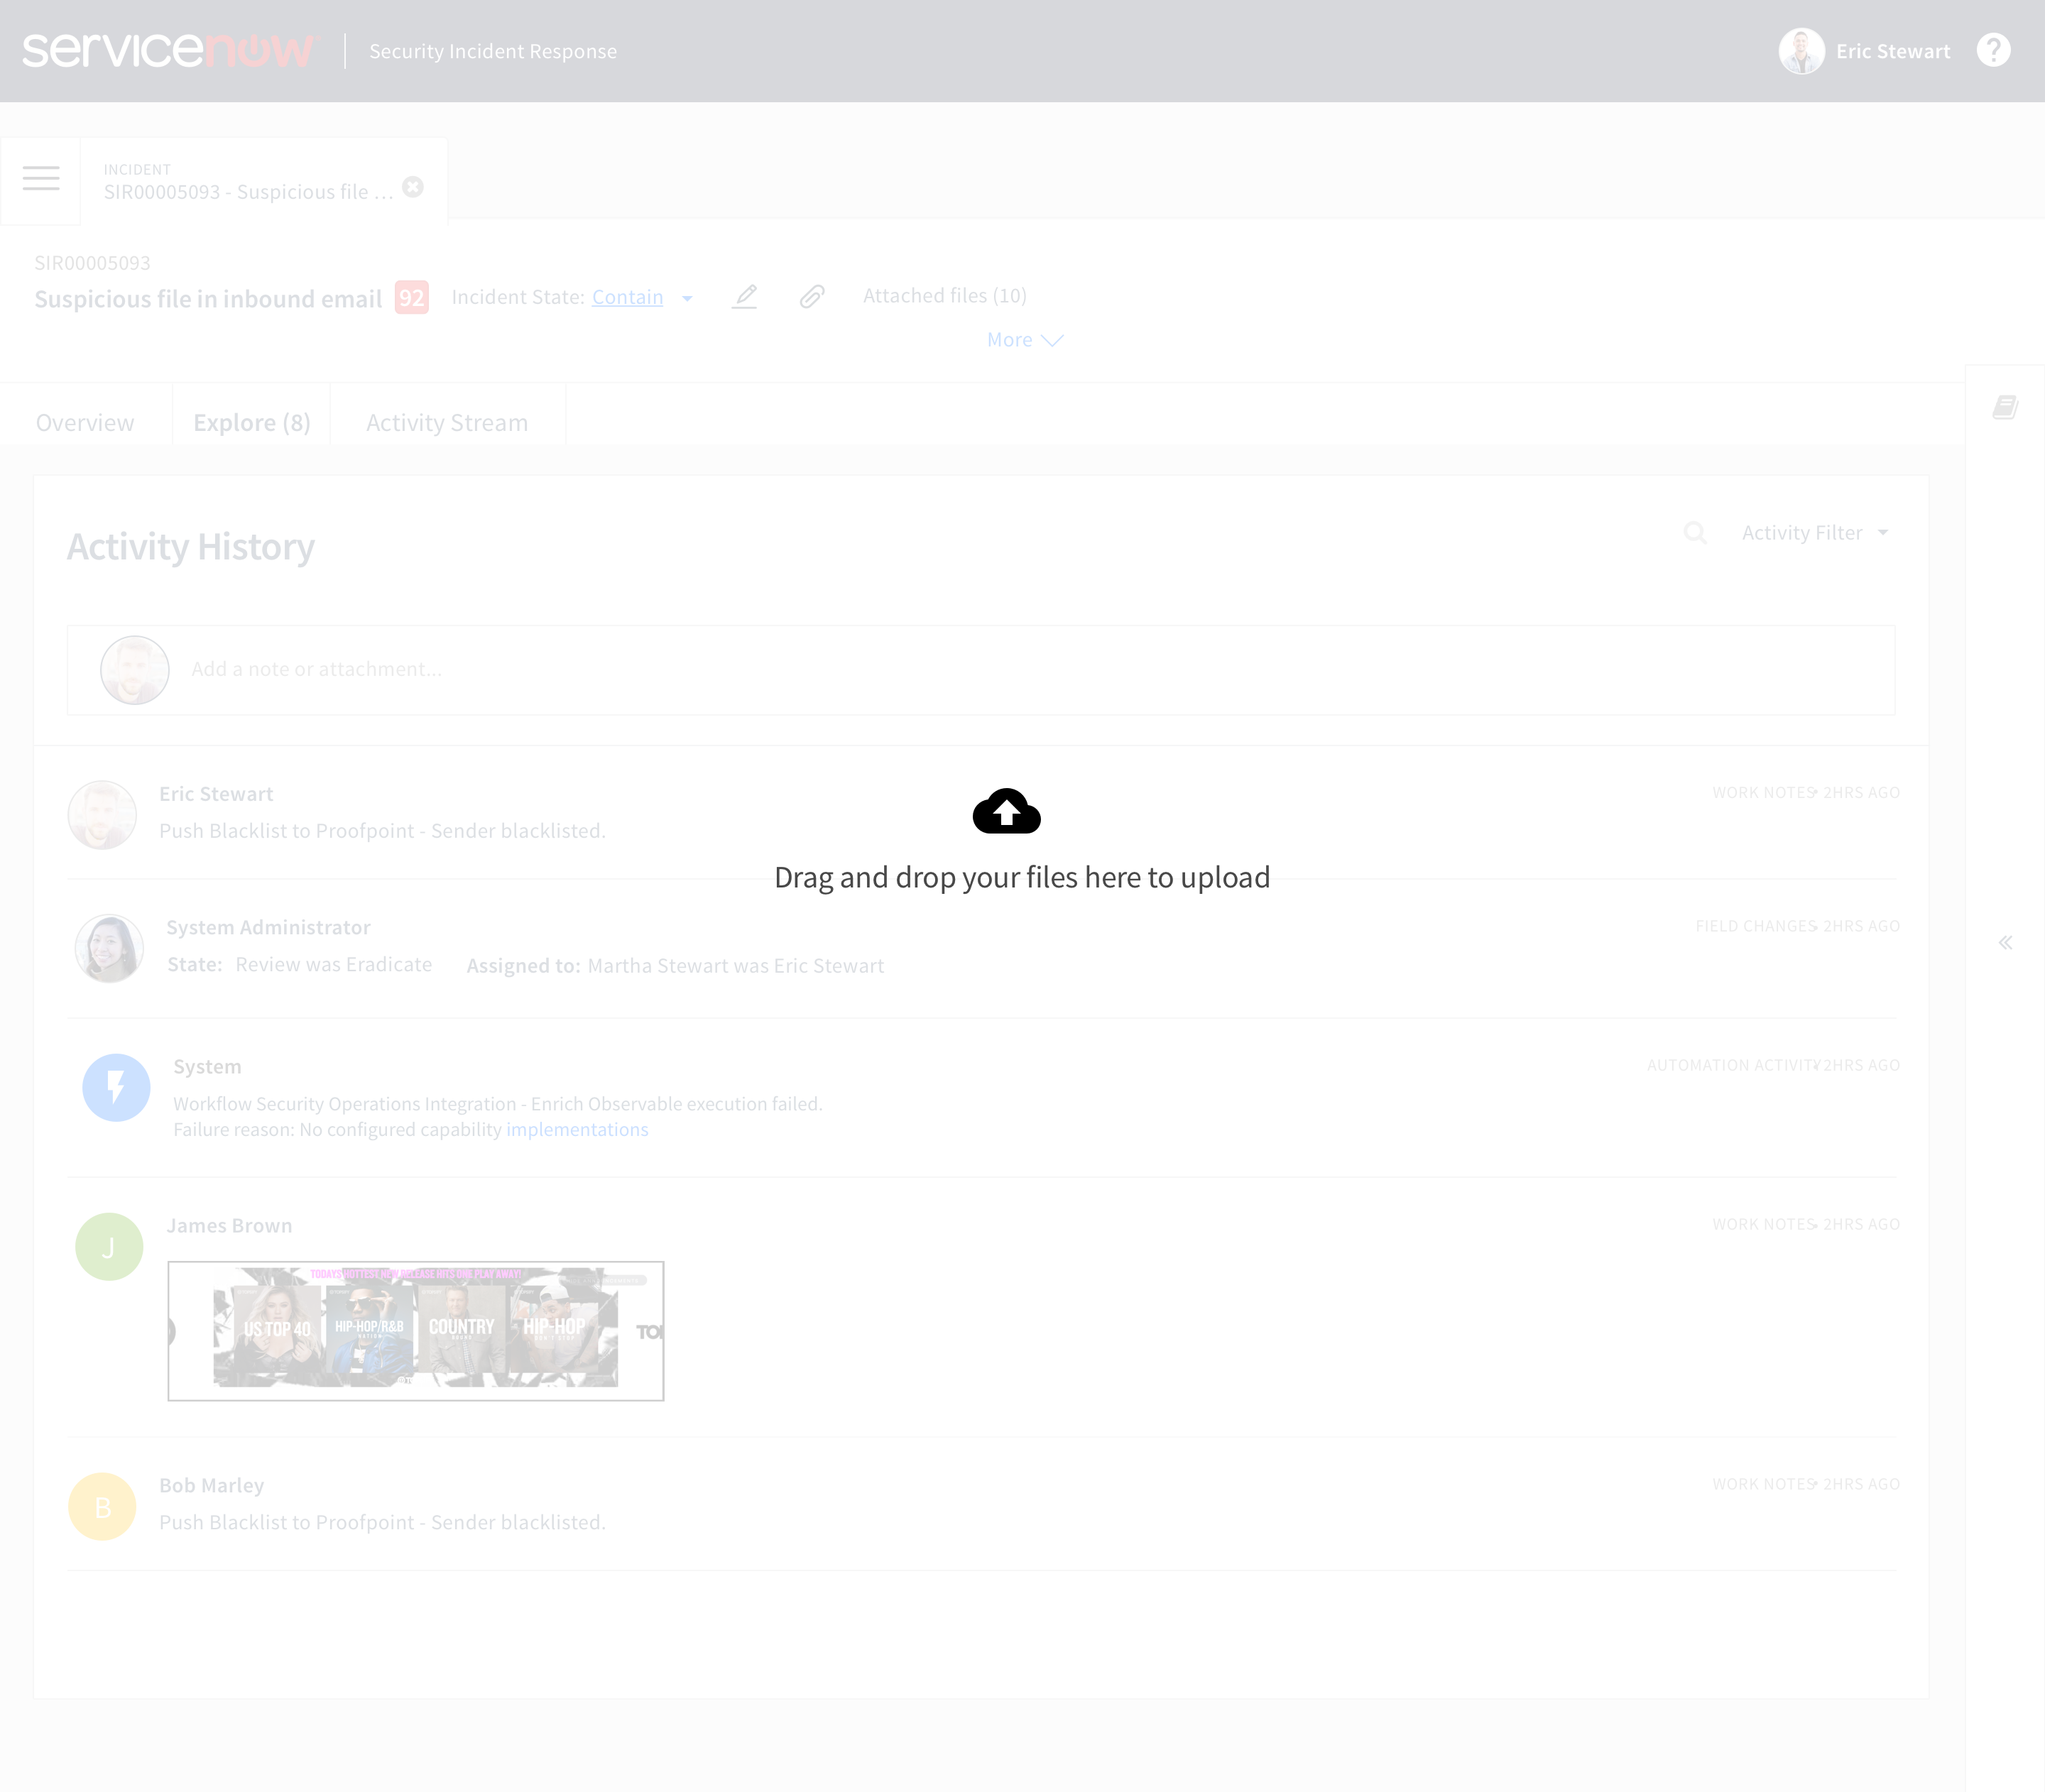 servicenow
Security Incident Response
Eric Stewart
INCIDENT
SIR00005093 - Suspicious file ...
SIR00005093
Suspicious file in inbound email 92 Incident State: Contain Attached files (10)
More
Overview Explore (8) Activity Stream
Activity History
Activity Filter
Add a note or attachment...
Eric Stewart
WORK NOTES • 2HRS AGO
Push Blacklist to Proofpoint - Sender blacklisted.
Drag and drop your files here to upload
System Administrator
FIELD CHANGES • 2HRS AGO
State: Review was Eradicate Assigned to: Martha Stewart was Eric Stewart
System
AUTOMATION ACTIVITY • 2HRS AGO
Workflow Security Operations Integration - Enrich Observable execution failed.
Failure reason: No configured capability implementations
J
James Brown
WORK NOTES • 2HRS AGO
TODAYS HOTTEST NEW RELEASE HITS ONE PLAY AWAY!
US TOP 40
HIP-HOP/R&B
NATION
COUNTRY
HIP-HOP
B
Bob Marley
WORK NOTES • 2HRS AGO
Push Blacklist to Proofpoint - Sender blacklisted.